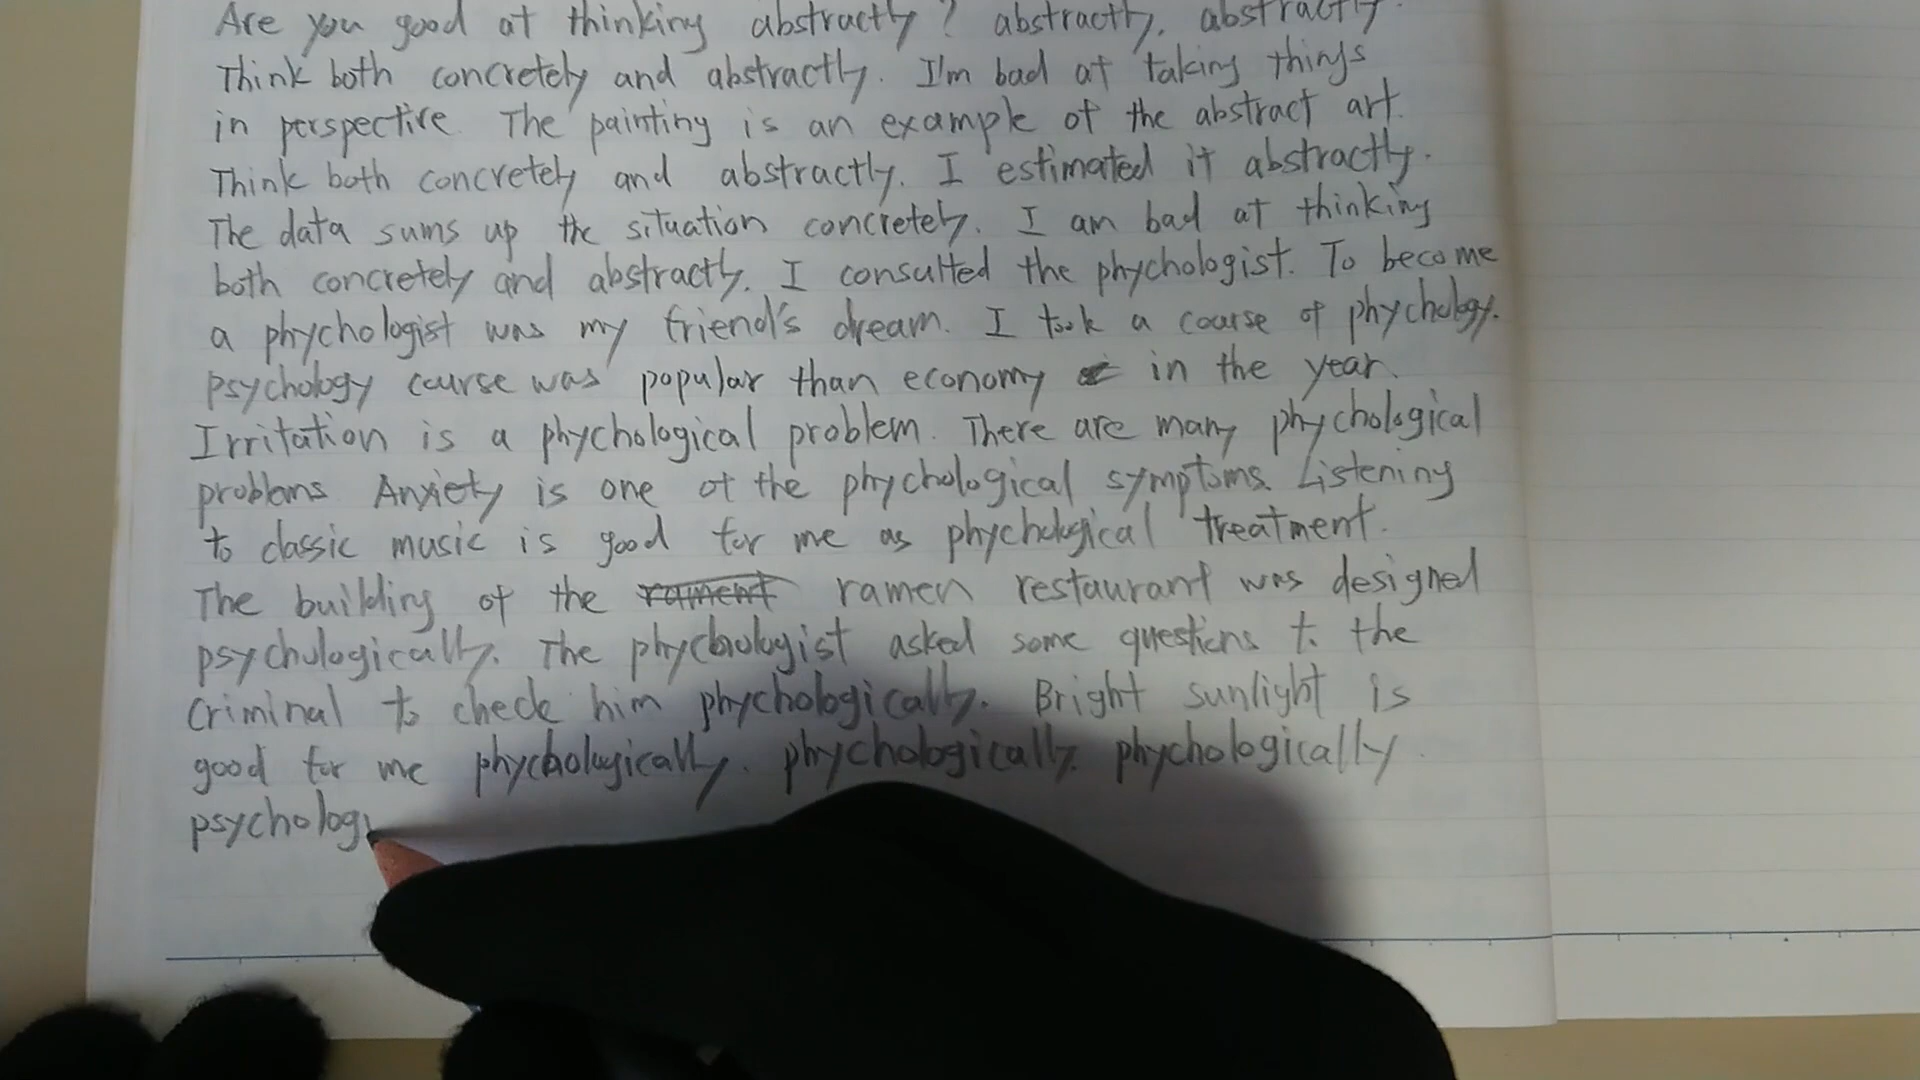 Are you good at thinking abstractly? abstractly, abstractly.
Think both concretely and abstractly. I'm bad at taking things
in perspective. The painting is an example of the abstract art.
Think both concretely and abstractly. I estimated it abstractly.
The data sums up the situation concretely. I am bad at thinking
both concretely and abstractly. I consulted the phychologist. To become
a phychologist was my friend's dream. I took a course of phychology.
psychology course was popular than economy in the year.
Irritation is a phychological problem. There are many phychological
problems Anxiety is one of the phychological symptoms. Listening
to classic music is good for me as phychological treatment.
The building of the rament ramen restaurant was designed
psychologically. The phychologist asked some questions to the
criminal to check him phychologically. Bright sunlight is
good for me phychologically. phychologically. phychologically.
psychologi